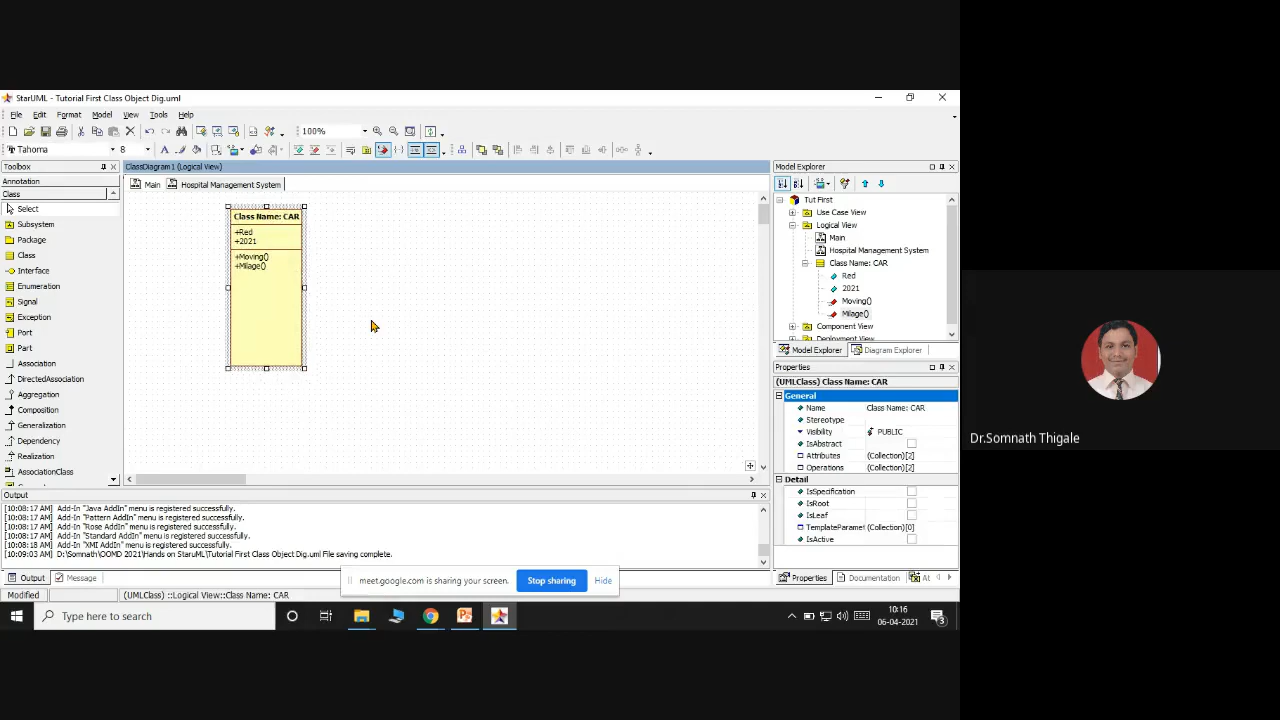 StarUML - Tutorial First Class Object Dig.uml
File Edit Format Model View Tools Help
100%
Tahoma 8
Toolbox
Annotation
Class
Select
Subsystem
Package
Class
Interface
Enumeration
Signal
Exception
Port
Part
Association
DirectedAssociation
Aggregation
Composition
Generalization
Dependency
Realization
AssociationClass
ClassDiagram1 (Logical View)
Main Hospital Management System
Class Name: CAR
+Red
+2021
+Moving()
+Milage()
Model Explorer
Tut First
Use Case View
Logical View
Main
Hospital Management System
Class Name: CAR
Red
2021
Moving()
Milage()
Component View
Deployment View
Model Explorer Diagram Explorer
Properties
(UMLClass) Class Name: CAR
General
Name Class Name: CAR
Stereotype
Visibility PUBLIC
IsAbstract
Attributes (Collection)[2]
Operations (Collection)[2]
Detail
IsSpecification
IsRoot
IsLeaf
TemplateParamet (Collection)[0]
IsActive
Properties Documentation At
Output
[10:08:17 AM] Add-In "Java AddIn" menu is registered successfully.
[10:08:17 AM] Add-In "Pattern AddIn" menu is registered successfully.
[10:08:17 AM] Add-In "Rose AddIn" menu is registered successfully.
[10:08:17 AM] Add-In "Standard AddIn" menu is registered successfully.
[10:08:18 AM] Add-In "XMI AddIn" menu is registered successfully.
[10:09:03 AM] D:\Somnath\OOMD 2021\Hands on StarUML\Tutorial First Class Object Dig.uml File saving complete.
Output Message
meet.google.com is sharing your screen. Stop sharing Hide
Modified (UMLClass) ::Logical View::Class Name: CAR
Type here to search
10:16
06-04-2021
3
Dr.Somnath Thigale